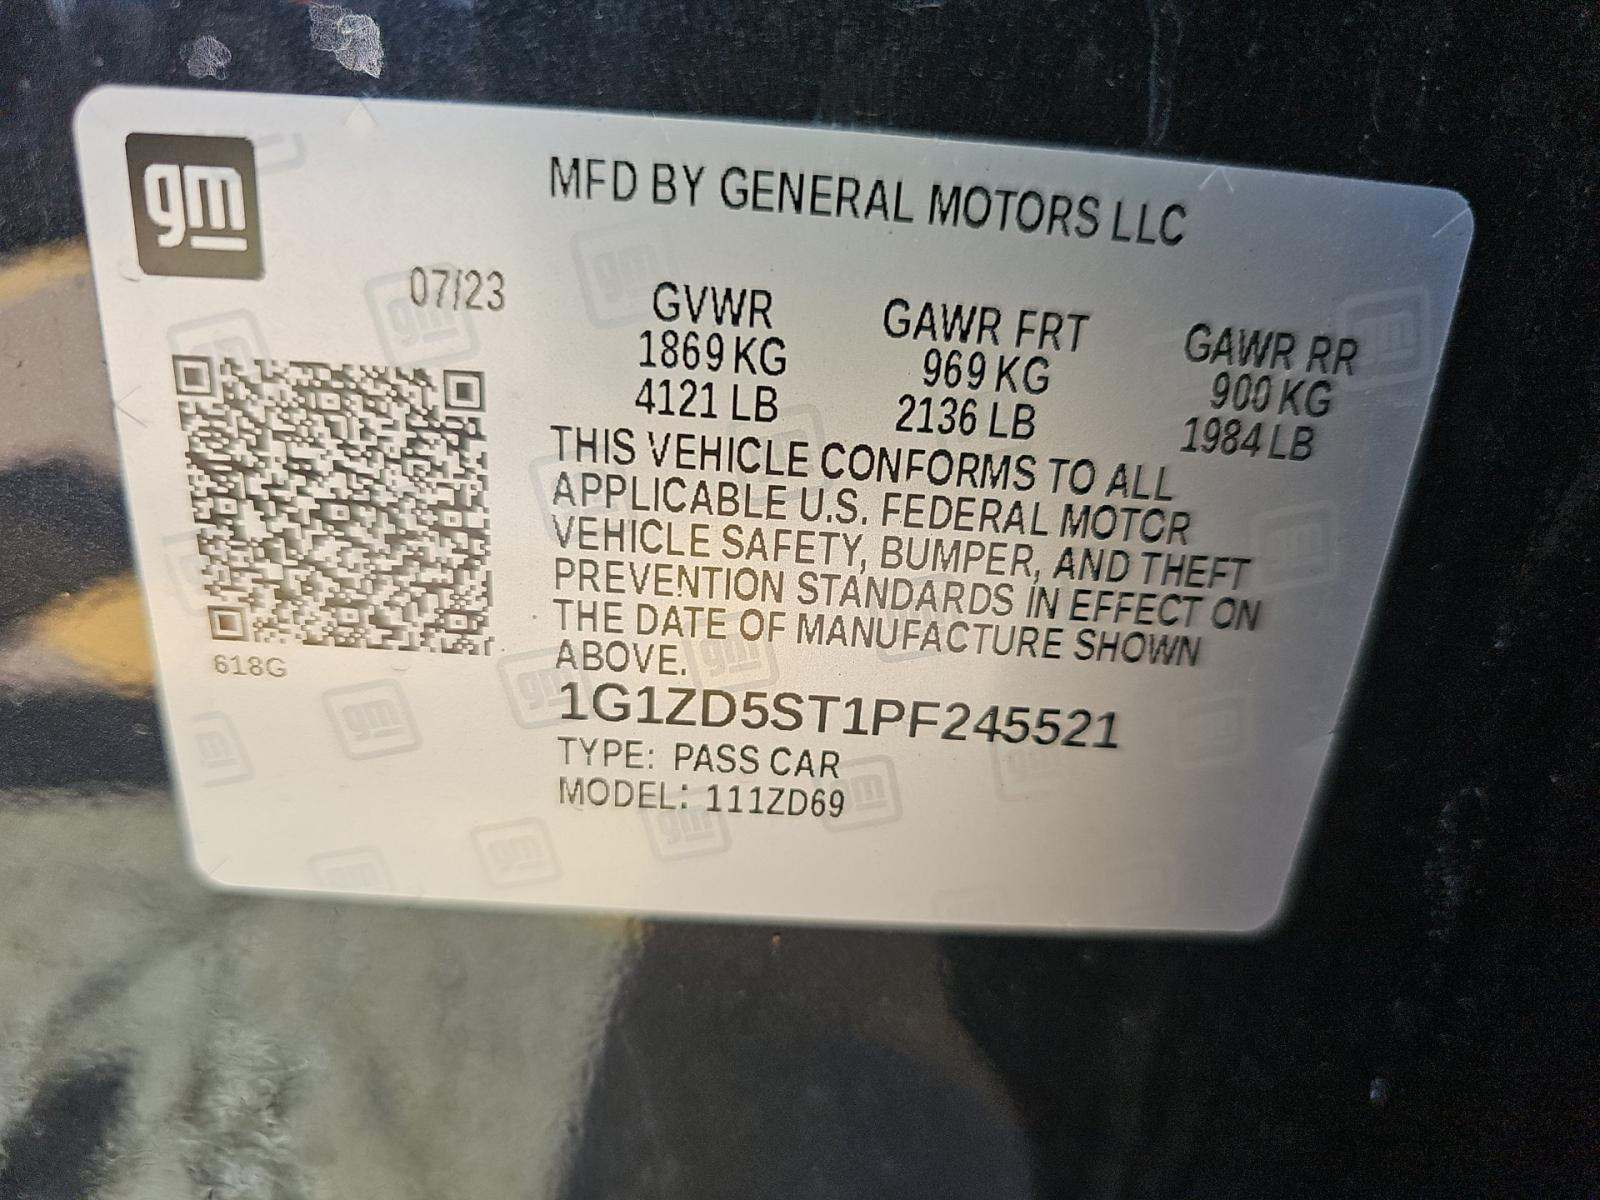 gm
MFD BY GENERAL MOTORS LLC
07/23
GVWR GAWR FRT GAWR RR
1869 KG 969 KG 900 KG
4121 LB 2136 LB 1984 LB
THIS VEHICLE CONFORMS TO ALL
APPLICABLE U.S. FEDERAL MOTOR
VEHICLE SAFETY, BUMPER, AND THEFT
PREVENTION STANDARDS IN EFFECT ON
THE DATE OF MANUFACTURE SHOWN
ABOVE.
618G
1G1ZD5ST1PF245521
TYPE: PASS CAR
MODEL: 111ZD69